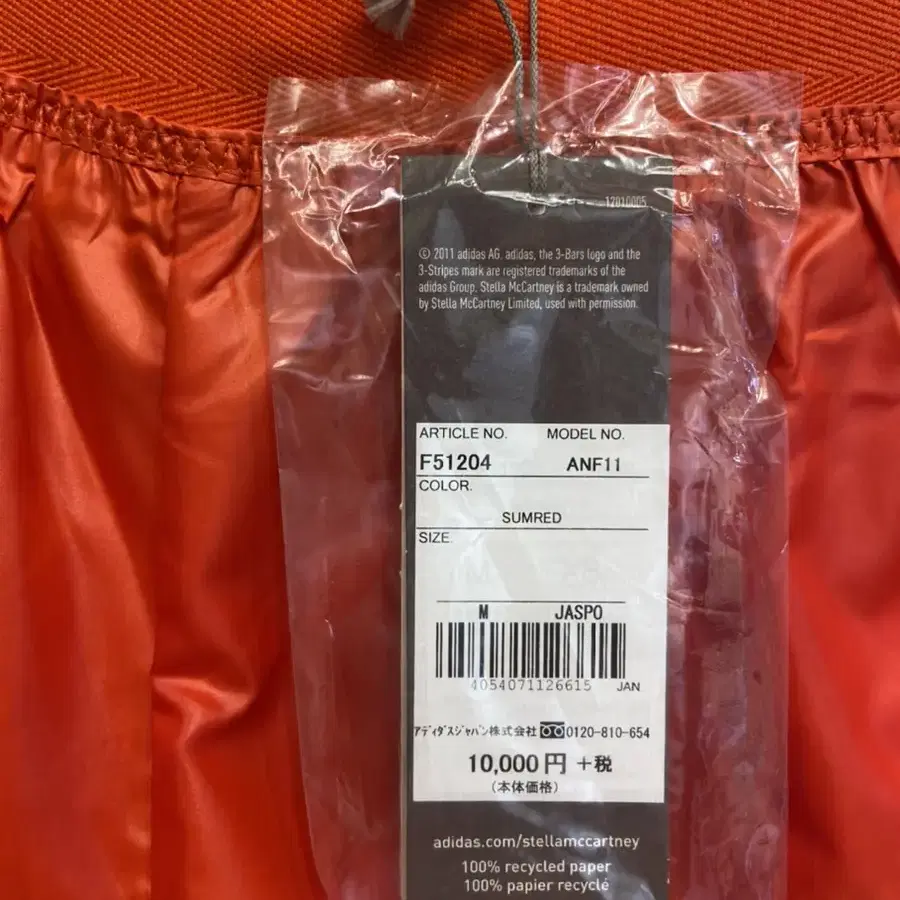 12010005
© 2011 adidas AG. adidas, the 3-Bars logo and the
3-Stripes mark are registered trademarks of the
adidas Group. Stella McCartney is a trademark owned
by Stella McCartney Limited, used with permission.
ARTICLE NO. MODEL NO.
F51204 ANF11
COLOR.
SUMRED
SIZE.
M JASPO
4054071126615 JAN
アディダスジャパン株式会社 0120-810-654
10,000円 +税
(本体価格)
adidas.com/stellamccartney
100% recycled paper
100% papier recyclé